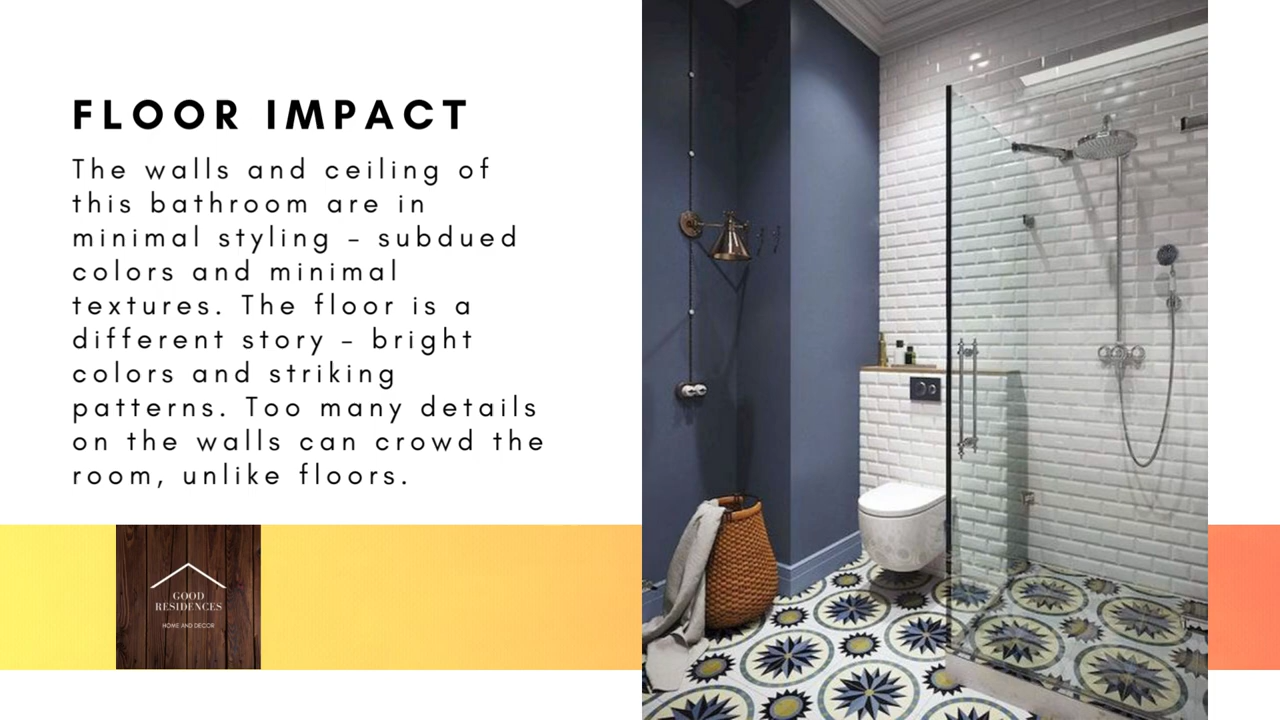 FLOOR IMPACT
The walls and ceiling of
this bathroom are in
minimal styling – subdued
colors and minimal
textures. The floor is a
different story – bright
colors and striking
patterns. Too many details
on the walls can crowd the
room, unlike floors.
GOOD
RESIDENCES
HOME AND DECOR